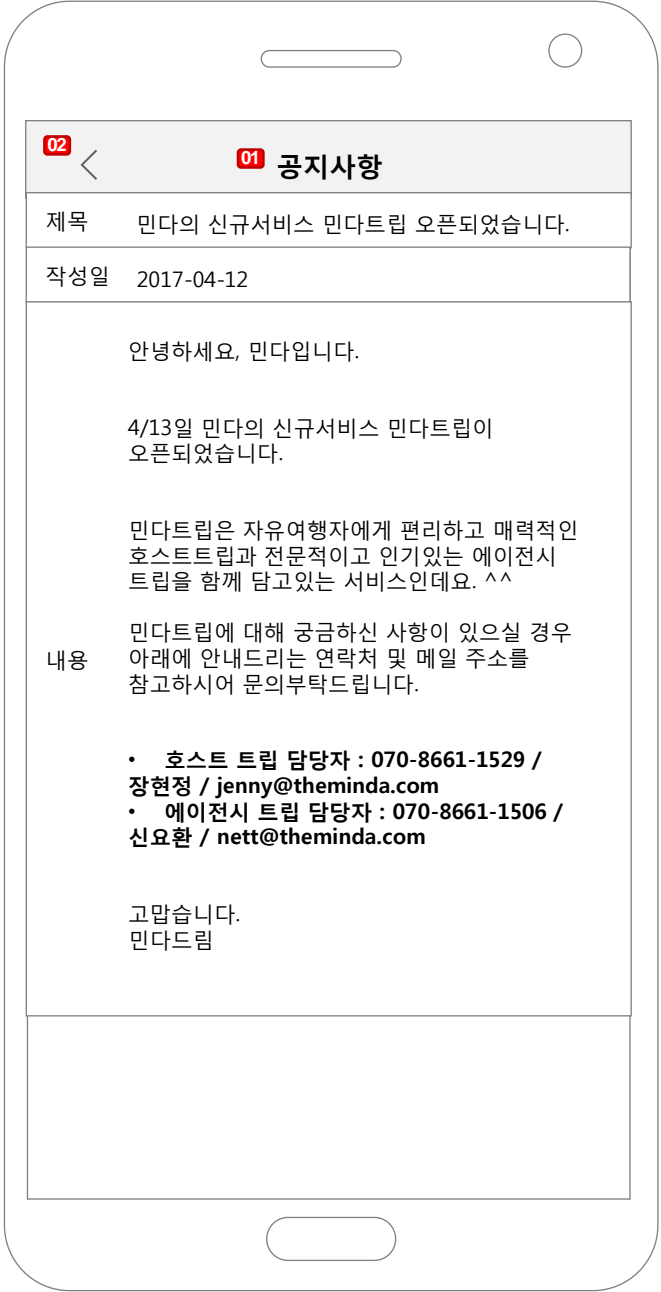 02
01 공지사항
제목 민다의 신규서비스 민다트립 오픈되었습니다.
작성일 2017-04-12
안녕하세요, 민다입니다.
4/13일 민다의 신규서비스 민다트립이
오픈되었습니다.
민다트립은 자유여행자에게 편리하고 매력적인
호스트트립과 전문적이고 인기있는 에이전시
트립을 함께 담고있는 서비스인데요. ^^
민다트립에 대해 궁금하신 사항이 있으실 경우
내용 아래에 안내드리는 연락처 및 메일 주소를
참고하시어 문의부탁드립니다.
• 호스트 트립 담당자 : 070-8661-1529 /
장현정 / jenny@theminda.com
• 에이전시 트립 담당자 : 070-8661-1506 /
신요환 / nett@theminda.com
고맙습니다.
민다드림